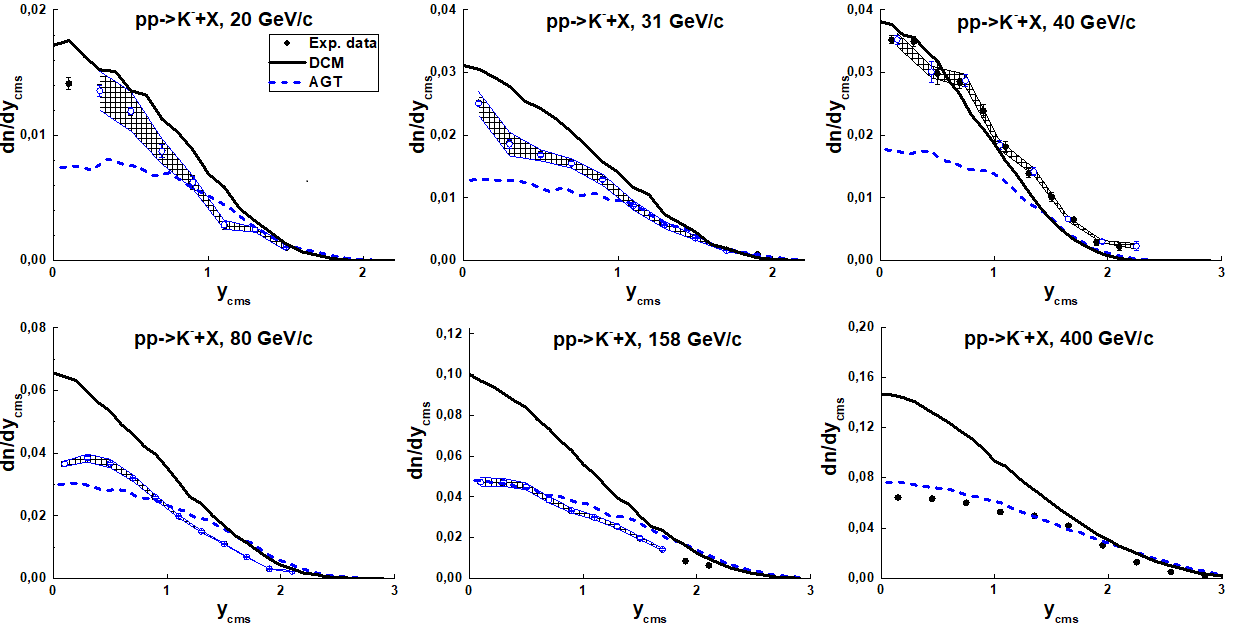 pp->K⁻+X, 20 GeV/c
Exp. data
DCM
AGT
dn/dy_cms
0,02
0,01
0,00
0
1
2
y_cms
pp->K⁻+X, 31 GeV/c
dn/dy_cms
0,04
0,03
0,02
0,01
0,00
0
1
2
y_cms
pp->K⁻+X, 40 GeV/c
dn/dy_cms
0,04
0,03
0,02
0,01
0,00
0
1
2
3
y_cms
pp->K⁻+X, 80 GeV/c
dn/dy_cms
0,08
0,06
0,04
0,02
0,00
0
1
2
3
y_cms
pp->K⁻+X, 158 GeV/c
dn/dy_cms
0,12
0,10
0,08
0,06
0,04
0,02
0,00
0
1
2
3
y_cms
pp->K⁻+X, 400 GeV/c
dn/dy_cms
0,20
0,16
0,12
0,08
0,04
0,00
0
1
2
3
y_cms